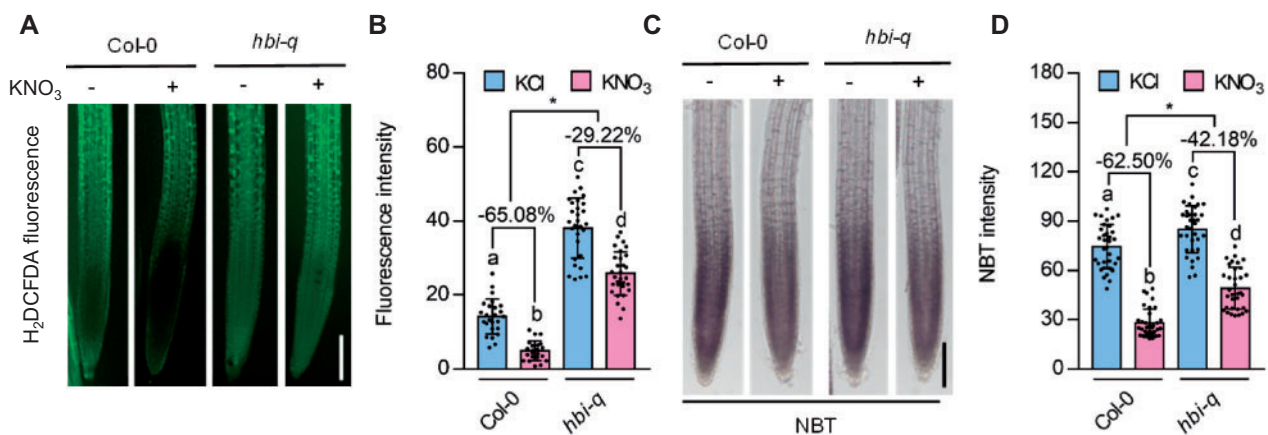 A
Col-0
hbi-q
KNO₃
-
+
-
+
H₂DCFDA fluorescence
B
Fluorescence intensity
80
60
40
20
0
KCl
KNO₃
*
-29.22%
-65.08%
a
b
c
d
Col-0
hbi-q
C
Col-0
hbi-q
-
+
-
+
NBT
D
NBT intensity
180
150
120
90
60
30
0
KCl
KNO₃
*
-42.18%
-62.50%
a
b
c
d
Col-0
hbi-q